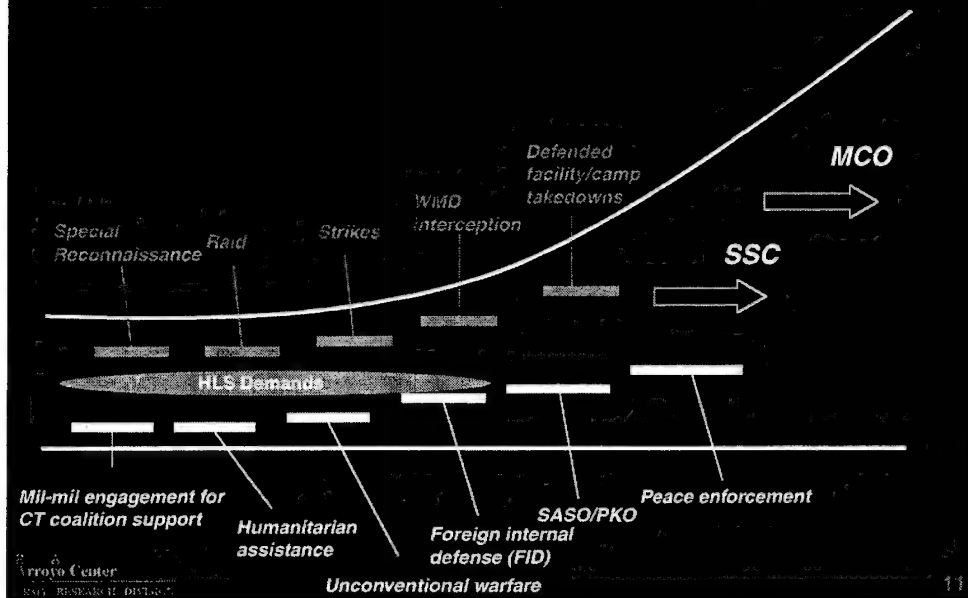 Defended
facility/camp
takedowns
MCO
WMD
interception
Special
Reconnaissance
Raid
Strikes
SSC
HLS Demands
Mil-mil engagement for
CT coalition support
Humanitarian
assistance
Unconventional warfare
Foreign internal
defense (FID)
SASO/PKO
Peace enforcement
Arroyo Center
RESEARCH
11